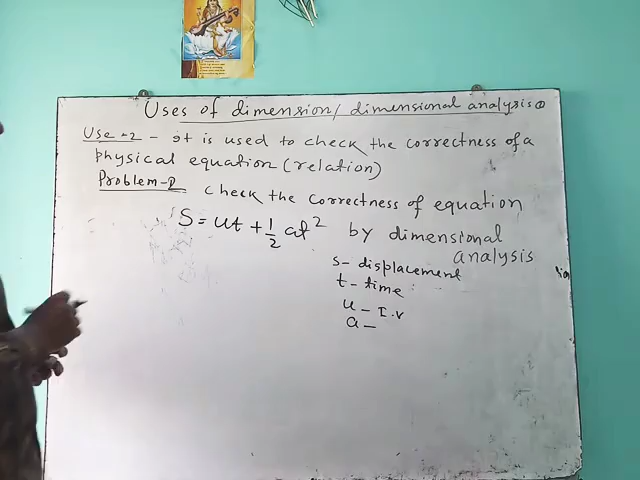 Uses of dimension/dimensional analysis
Use-2 - it is used to check the correctness of a
physical equation (relation)
Problem- check the correctness of equation
S = ut + 1/2 at² by dimensional
analysis
s - displacement
t - time
u - I.V
a -